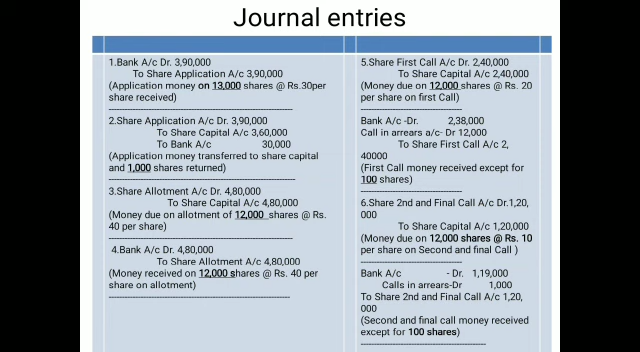 Journal entries
1.Bank A/c Dr. 3,90,000
To Share Application A/c 3,90,000
(Application money on 13,000 shares @ Rs.30per
share received)
2.Share Application A/c Dr. 3,90,000
To Share Capital A/c 3,60,000
To Bank A/c 30,000
(Application money transferred to share capital
and 1,000 shares returned)
3.Share Allotment A/c Dr. 4,80,000
To Share Capital A/c 4,80,000
(Money due on allotment of 12,000 shares @ Rs.
40 per share)
4.Bank A/c Dr. 4,80,000
To Share Allotment A/c 4,80,000
(Money received on 12,000 shares @ Rs. 40 per
share on allotment)
5.Share First Call A/c Dr. 2,40,000
To Share Capital A/c 2,40,000
(Money due on 12,000 shares @ Rs. 20
per share on first Call)
Bank A/c -Dr. 2,38,000
Call in arrears a/c- Dr 12,000
To Share First Call A/c 2,
40000
(First Call money received except for
100 shares)
6.Share 2nd and Final Call A/c Dr.1,20,
000
To Share Capital A/c 1,20,000
(Money due on 12,000 shares @ Rs. 10
per share on Second and final Call )
Bank A/c - Dr. 1,19,000
Calls in arrears-Dr 1,000
To Share 2nd and Final Call A/c 1,20,
000
(Second and final call money received
except for 100 shares)